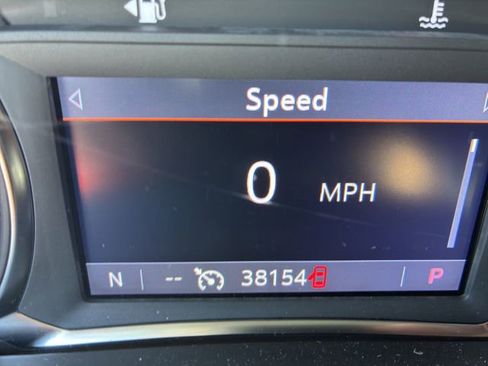 Speed
0 MPH
N -- 38154 P